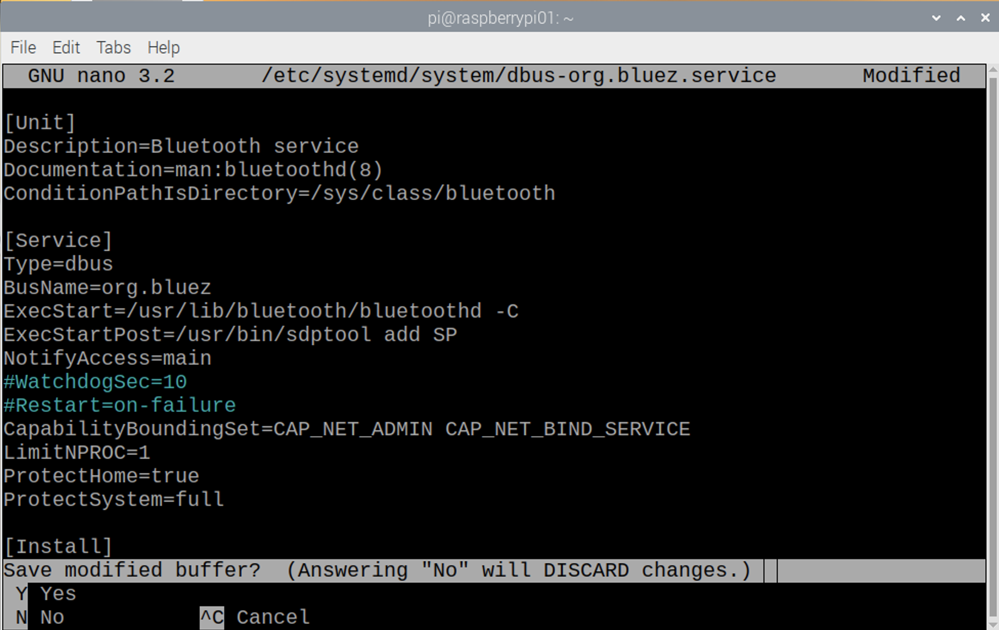 pi@raspberrypi01: ~
File Edit Tabs Help
GNU nano 3.2 /etc/systemd/system/dbus-org.bluez.service Modified
[Unit]
Description=Bluetooth service
Documentation=man:bluetoothd(8)
ConditionPathIsDirectory=/sys/class/bluetooth
[Service]
Type=dbus
BusName=org.bluez
ExecStart=/usr/lib/bluetooth/bluetoothd -C
ExecStartPost=/usr/bin/sdptool add SP
NotifyAccess=main
#WatchdogSec=10
#Restart=on-failure
CapabilityBoundingSet=CAP_NET_ADMIN CAP_NET_BIND_SERVICE
LimitNPROC=1
ProtectHome=true
ProtectSystem=full
[Install]
Save modified buffer?  (Answering "No" will DISCARD changes.)
Y Yes
N No ^C Cancel